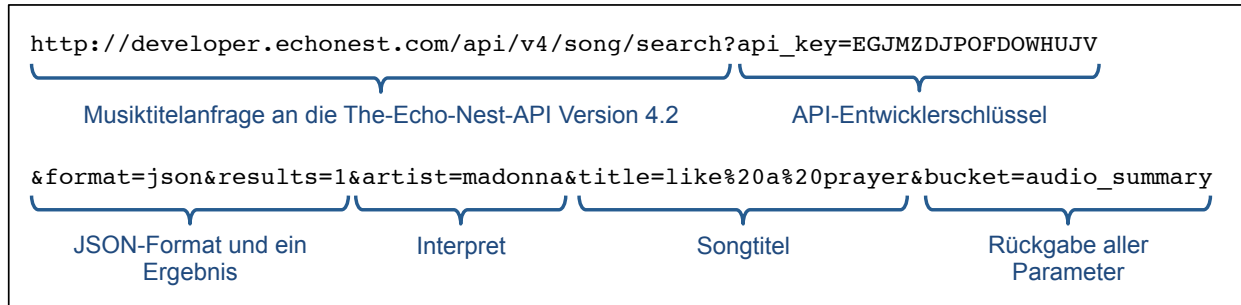 http://developer.echonest.com/api/v4/song/search?api_key=EGJMZDJPOFDOWHUJV
Musiktitelanfrage an die The-Echo-Nest-API Version 4.2 API-Entwicklerschlüssel
&format=json&results=1&artist=madonna&title=like%20a%20prayer&bucket=audio_summary
JSON-Format und ein Interpret Songtitel Rückgabe aller
Ergebnis Parameter